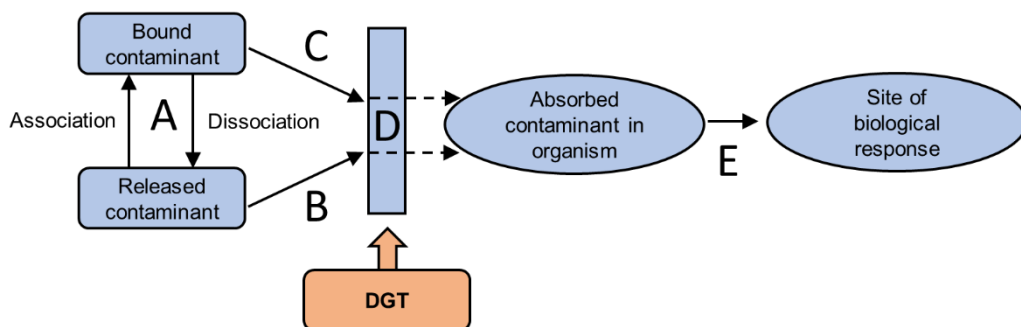 Bound
contaminant
C
Association
A
Dissociation
D
Absorbed
contaminant in
organism
E
Site of
biological
response
Released
contaminant
B
DGT